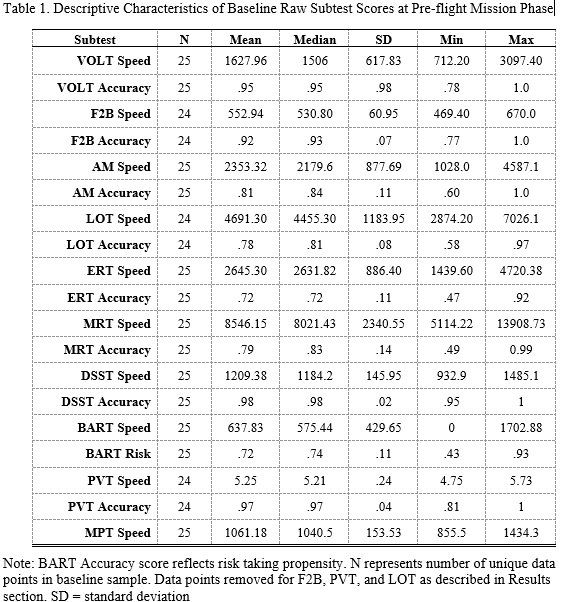 Table 1. Descriptive Characteristics of Baseline Raw Subtest Scores at Pre-flight Mission Phase
Subtest N Mean Median SD Min Max
VOLT Speed 25 1627.96 1506 617.83 712.20 3097.40
VOLT Accuracy 25 .95 .95 .98 .78 1.0
F2B Speed 24 552.94 530.80 60.95 469.40 670.0
F2B Accuracy 24 .92 .93 .07 .77 1.0
AM Speed 25 2353.32 2179.6 877.69 1028.0 4587.1
AM Accuracy 25 .81 .84 .11 .60 1.0
LOT Speed 24 4691.30 4455.30 1183.95 2874.20 7026.1
LOT Accuracy 24 .78 .81 .08 .58 .97
ERT Speed 25 2645.30 2631.82 886.40 1439.60 4720.38
ERT Accuracy 25 .72 .72 .11 .47 .92
MRT Speed 25 8546.15 8021.43 2340.55 5114.22 13908.73
MRT Accuracy 25 .79 .83 .14 .49 0.99
DSST Speed 25 1209.38 1184.2 145.95 932.9 1485.1
DSST Accuracy 25 .98 .98 .02 .95 1
BART Speed 25 637.83 575.44 429.65 0 1702.88
BART Risk 25 .72 .74 .11 .43 .93
PVT Speed 24 5.25 5.21 .24 4.75 5.73
PVT Accuracy 24 .97 .97 .04 .81 1
MPT Speed 25 1061.18 1040.5 153.53 855.5 1434.3
Note: BART Accuracy score reflects risk taking propensity. N represents number of unique data
points in baseline sample. Data points removed for F2B, PVT, and LOT as described in Results
section. SD = standard deviation